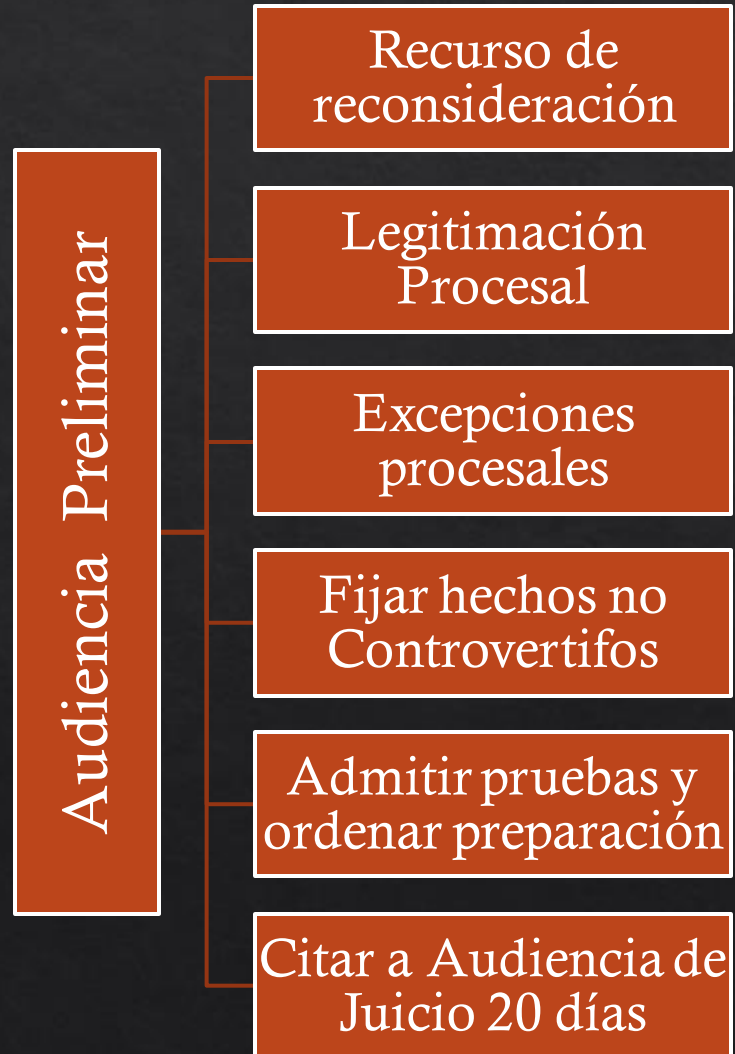 Audiencia Preliminar
Recurso de
reconsideración
Legitimación
Procesal
Excepciones
procesales
Fijar hechos no
Controvertifos
Admitir pruebas y
ordenar preparación
Citar a Audiencia de
Juicio 20 días